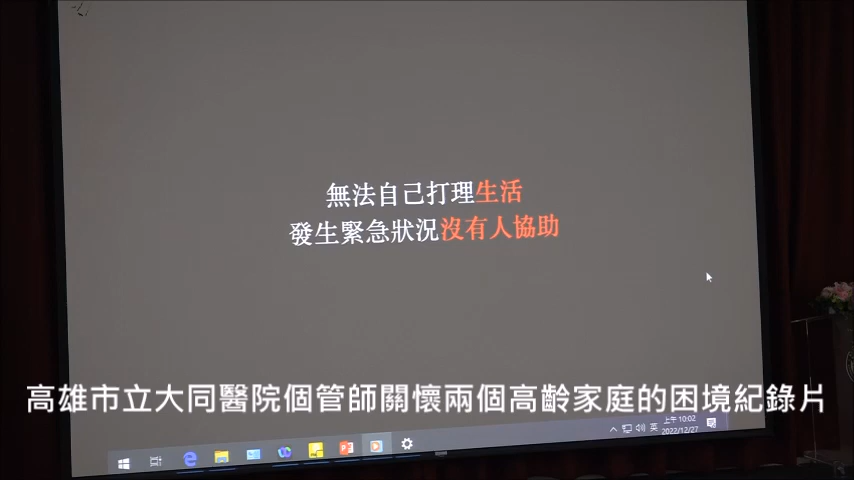 無法自己打理生活
發生緊急狀況沒有人協助
高雄市立大同醫院個管師關懷兩個高齡家庭的困境紀錄片
英
上午 10:02
2022/12/27